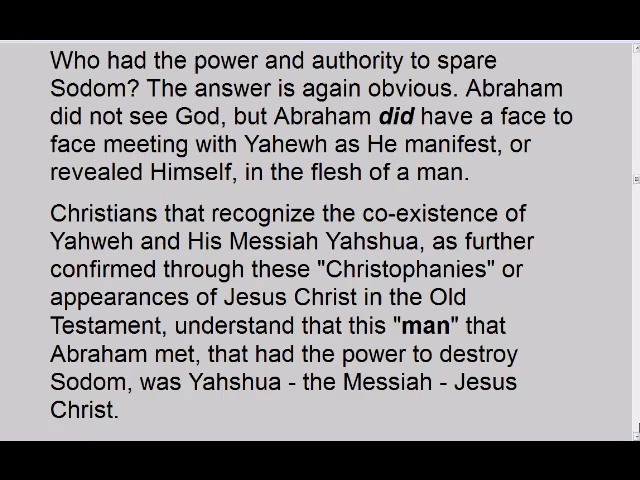 Who had the power and authority to spare
Sodom? The answer is again obvious. Abraham
did not see God, but Abraham did have a face to
face meeting with Yahewh as He manifest, or
revealed Himself, in the flesh of a man.
Christians that recognize the co-existence of
Yahweh and His Messiah Yahshua, as further
confirmed through these "Christophanies" or
appearances of Jesus Christ in the Old
Testament, understand that this "man" that
Abraham met, that had the power to destroy
Sodom, was Yahshua - the Messiah - Jesus
Christ.